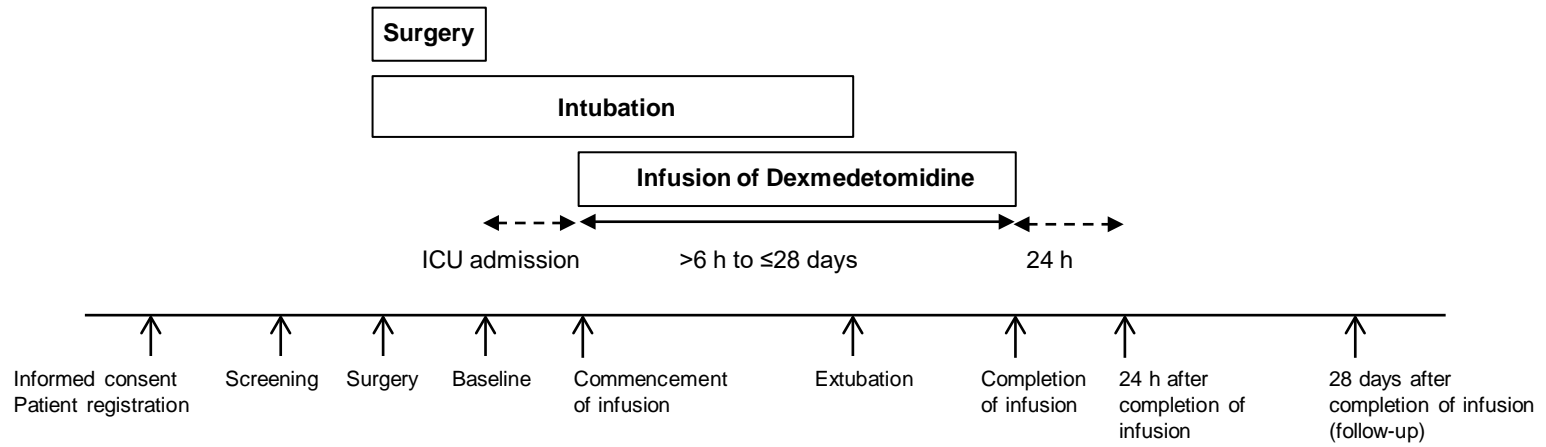 Surgery
Intubation
Infusion of Dexmedetomidine
ICU admission
>6 h to ≤28 days
24 h
Informed consent
Patient registration
Screening
Surgery
Baseline
Commencement
of infusion
Extubation
Completion
of infusion
24 h after
completion of
infusion
28 days after
completion of infusion
(follow-up)